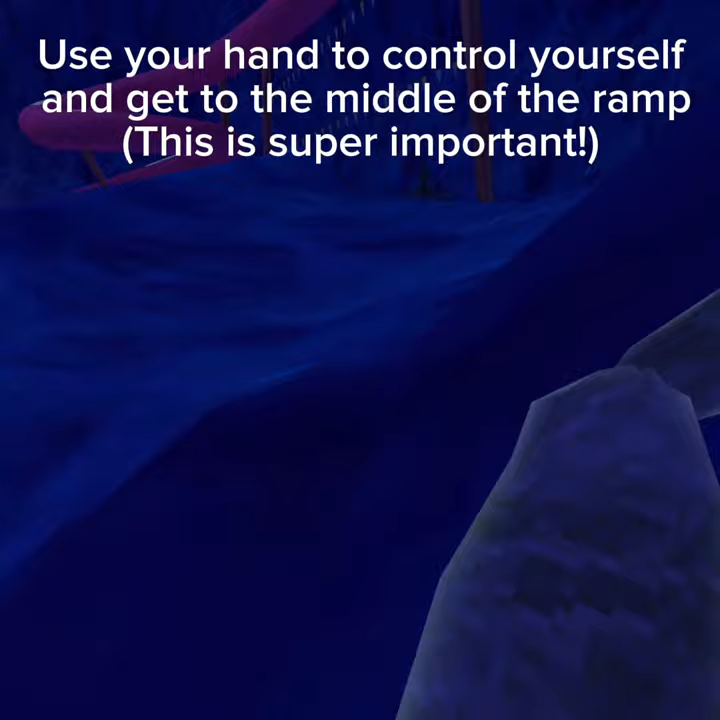 Use your hand to control yourself
and get to the middle of the ramp
(This is super important!)